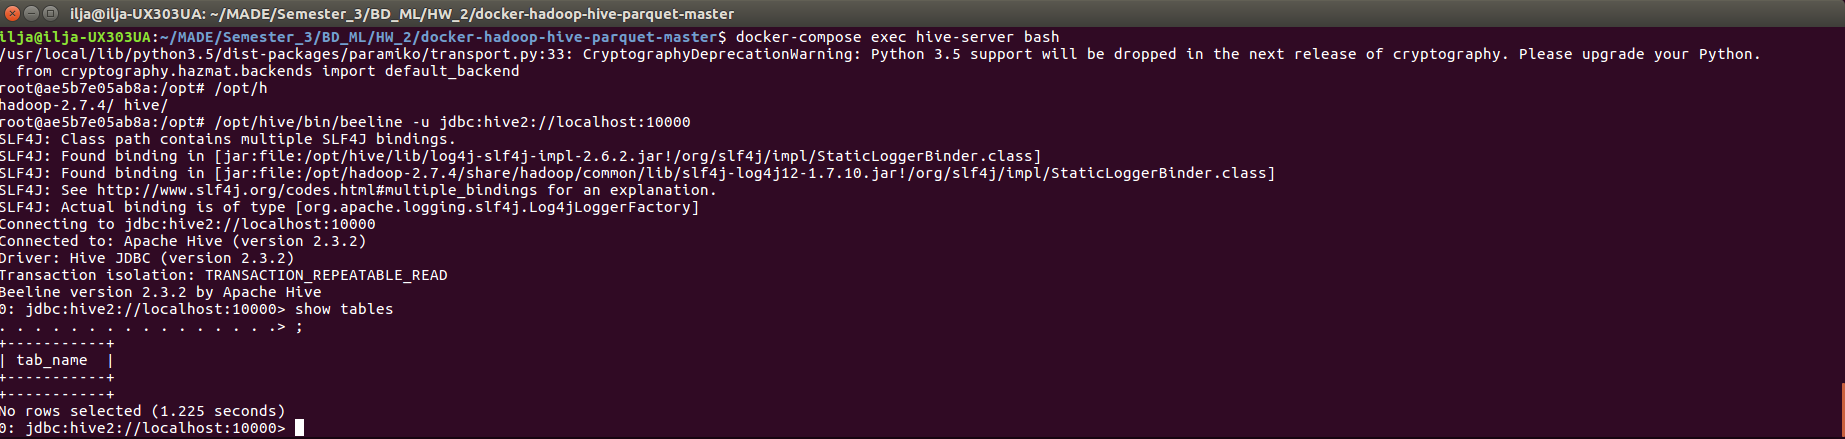 ilja@ilja-UX303UA: ~/MADE/Semester_3/BD_ML/HW_2/docker-hadoop-hive-parquet-master
ilja@ilja-UX303UA:~/MADE/Semester_3/BD_ML/HW_2/docker-hadoop-hive-parquet-master$ docker-compose exec hive-server bash
/usr/local/lib/python3.5/dist-packages/paramiko/transport.py:33: CryptographyDeprecationWarning: Python 3.5 support will be dropped in the next release of cryptography. Please upgrade your Python.
  from cryptography.hazmat.backends import default_backend
root@ae5b7e05ab8a:/opt# /opt/h
hadoop-2.7.4/ hive/
root@ae5b7e05ab8a:/opt# /opt/hive/bin/beeline -u jdbc:hive2://localhost:10000
SLF4J: Class path contains multiple SLF4J bindings.
SLF4J: Found binding in [jar:file:/opt/hive/lib/log4j-slf4j-impl-2.6.2.jar!/org/slf4j/impl/StaticLoggerBinder.class]
SLF4J: Found binding in [jar:file:/opt/hadoop-2.7.4/share/hadoop/common/lib/slf4j-log4j12-1.7.10.jar!/org/slf4j/impl/StaticLoggerBinder.class]
SLF4J: See http://www.slf4j.org/codes.html#multiple_bindings for an explanation.
SLF4J: Actual binding is of type [org.apache.logging.slf4j.Log4jLoggerFactory]
Connecting to jdbc:hive2://localhost:10000
Connected to: Apache Hive (version 2.3.2)
Driver: Hive JDBC (version 2.3.2)
Transaction isolation: TRANSACTION_REPEATABLE_READ
Beeline version 2.3.2 by Apache Hive
0: jdbc:hive2://localhost:10000> show tables
. . . . . . . . . . . . . . . .> ;
+-----------+
| tab_name  |
+-----------+
+-----------+
No rows selected (1.225 seconds)
0: jdbc:hive2://localhost:10000>